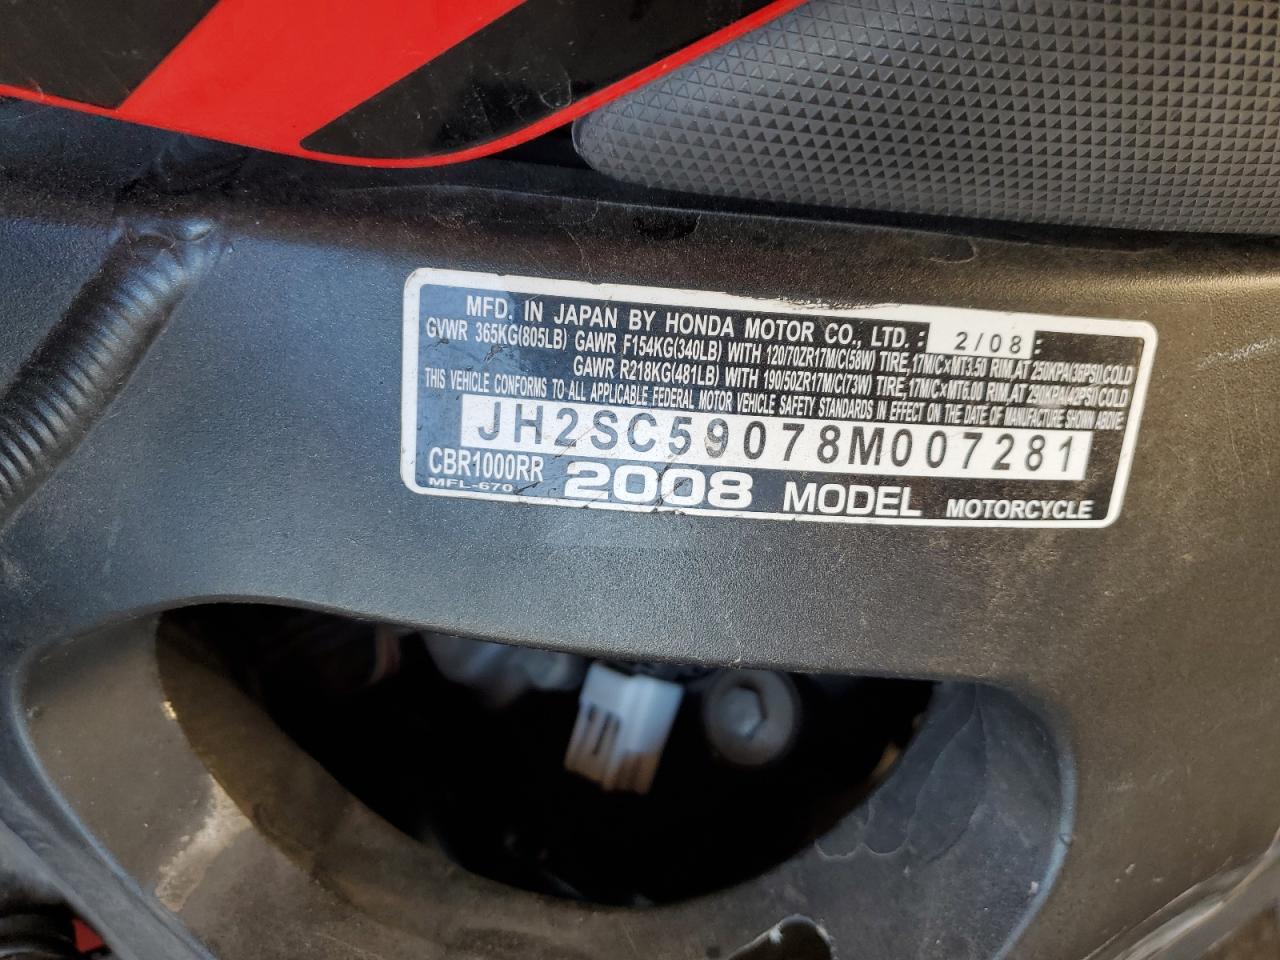 MFD. IN JAPAN BY HONDA MOTOR CO., LTD. : 2/08 :
GVWR 365KG(805LB) GAWR F154KG(340LB) WITH 120/70ZR17M/C(58W) TIRE,17M/C×MT3.50 RIM,AT 250KPA(36PSI)COLD
GAWR R218KG(481LB) WITH 190/50ZR17M/C(73W) TIRE,17M/C×MT6.00 RIM,AT 290KPA(42PSI)COLD
THIS VEHICLE CONFORMS TO ALL APPLICABLE FEDERAL MOTOR VEHICLE SAFETY STANDARDS IN EFFECT ON THE DATE OF MANUFACTURE SHOWN ABOVE.
JH2SC59078M007281
CBR1000RR 2008 MODEL MOTORCYCLE
MFL-670